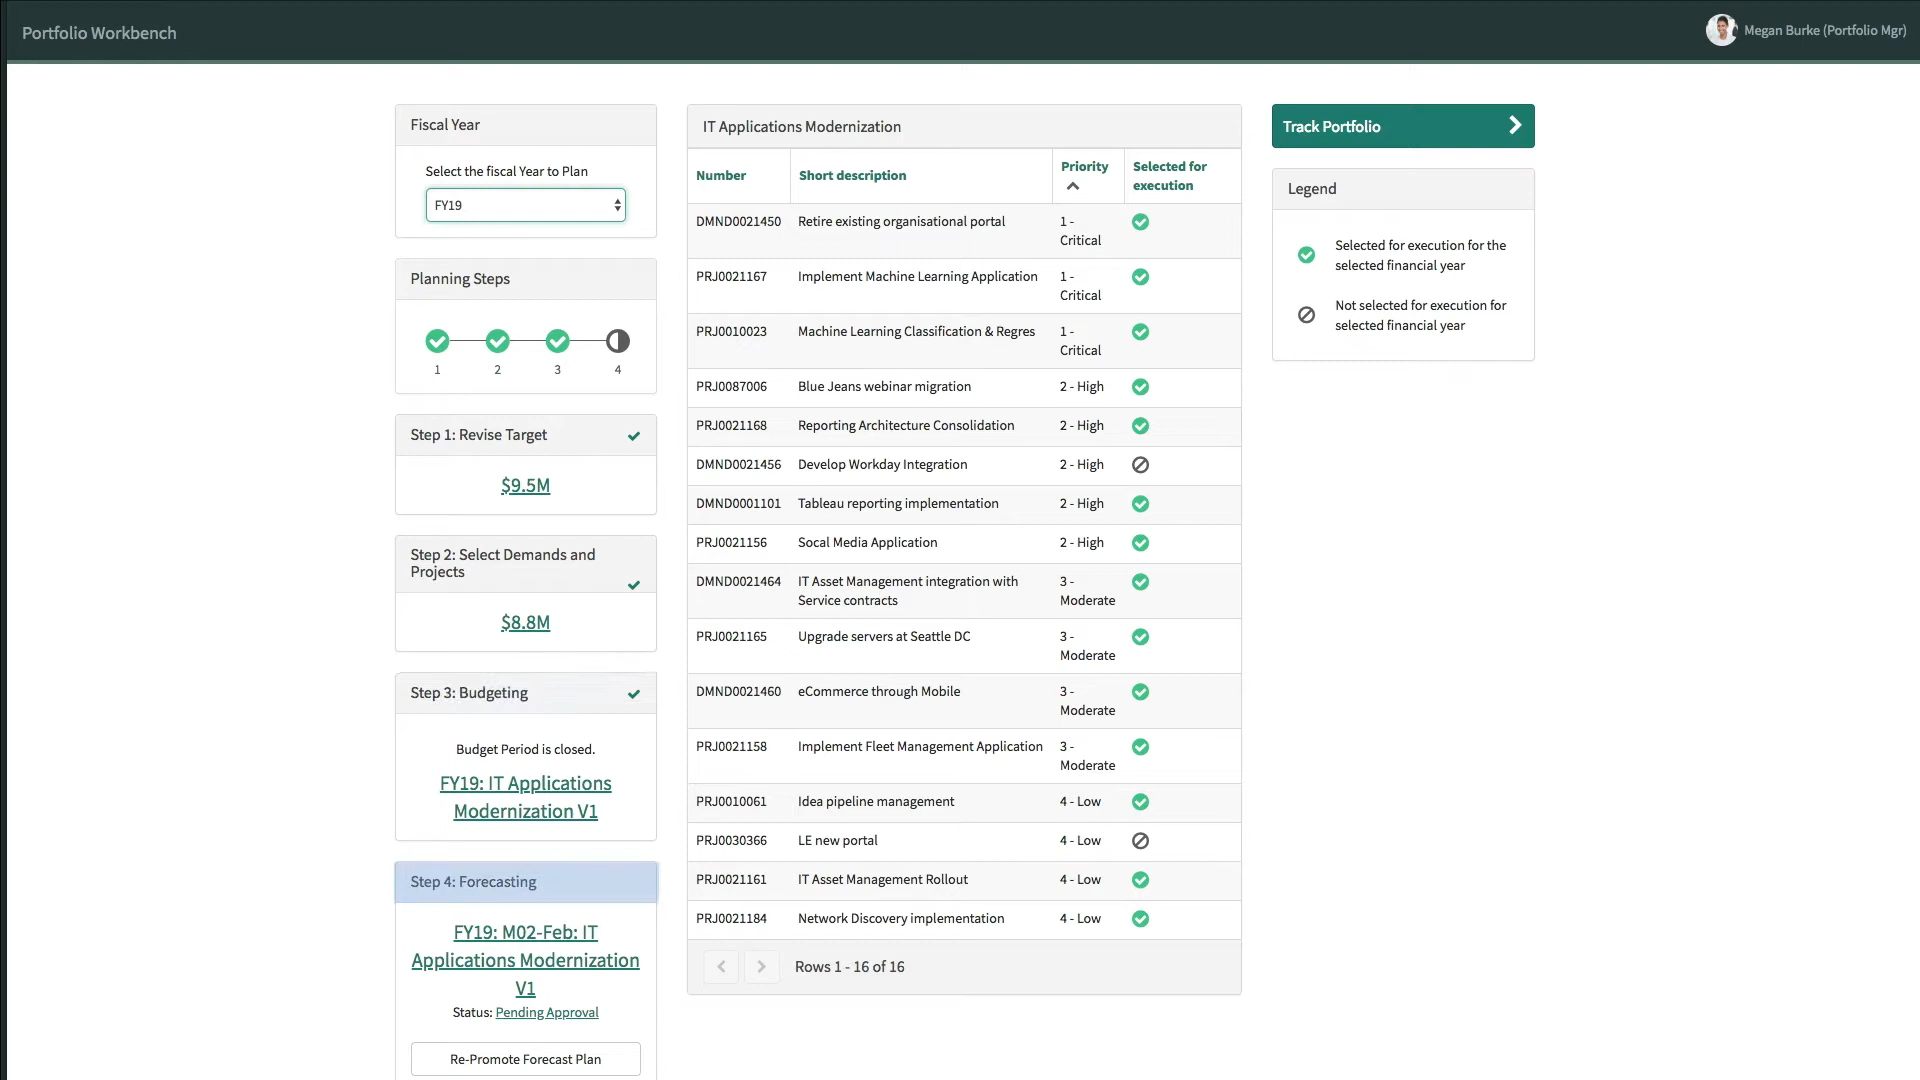 Portfolio Workbench
Megan Burke (Portfolio Mgr)
Fiscal Year
Select the fiscal Year to Plan
FY19
Planning Steps
1 2 3 4
Step 1: Revise Target
$9.5M
Step 2: Select Demands and
Projects
$8.8M
Step 3: Budgeting
Budget Period is closed.
FY19: IT Applications
Modernization V1
Step 4: Forecasting
FY19: M02-Feb: IT
Applications Modernization
V1
Status: Pending Approval
Re-Promote Forecast Plan
IT Applications Modernization
Number Short description Priority Selected for
execution
DMND0021450 Retire existing organisational portal 1 -
Critical
PRJ0021167 Implement Machine Learning Application 1 -
Critical
PRJ0010023 Machine Learning Classification & Regres 1 -
Critical
PRJ0087006 Blue Jeans webinar migration 2 - High
PRJ0021168 Reporting Architecture Consolidation 2 - High
DMND0021456 Develop Workday Integration 2 - High
DMND0001101 Tableau reporting implementation 2 - High
PRJ0021156 Socal Media Application 2 - High
DMND0021464 IT Asset Management integration with 3 -
Service contracts Moderate
PRJ0021165 Upgrade servers at Seattle DC 3 -
Moderate
DMND0021460 eCommerce through Mobile 3 -
Moderate
PRJ0021158 Implement Fleet Management Application 3 -
Moderate
PRJ0010061 Idea pipeline management 4 - Low
PRJ0030366 LE new portal 4 - Low
PRJ0021161 IT Asset Management Rollout 4 - Low
PRJ0021184 Network Discovery implementation 4 - Low
Rows 1 - 16 of 16
Track Portfolio
Legend
Selected for execution for the
selected financial year
Not selected for execution for
selected financial year